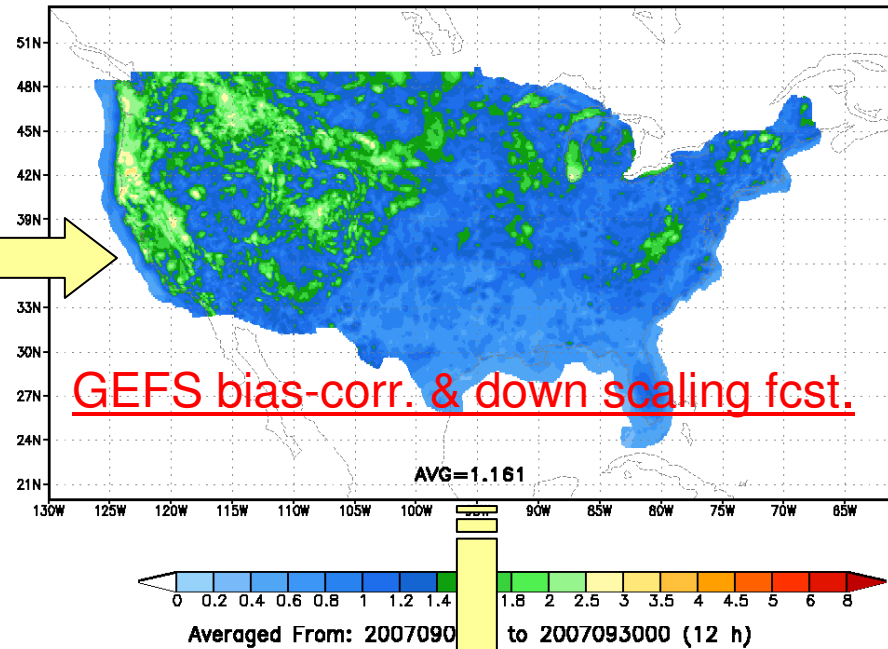 51N
48N
45N
42N
39N
33N
30N
27N
24N
21N
GEFS bias-corr. & down scaling fcst.
AVG=1.161
130W 125W 120W 115W 110W 105W 100W 90W 85W 80W 75W 70W 65W
0 0.2 0.4 0.6 0.8 1 1.2 1.4 1.8 2 2.5 3 3.5 4 4.5 5 6 8
Averaged From: 2007090 to 2007093000 (12 h)